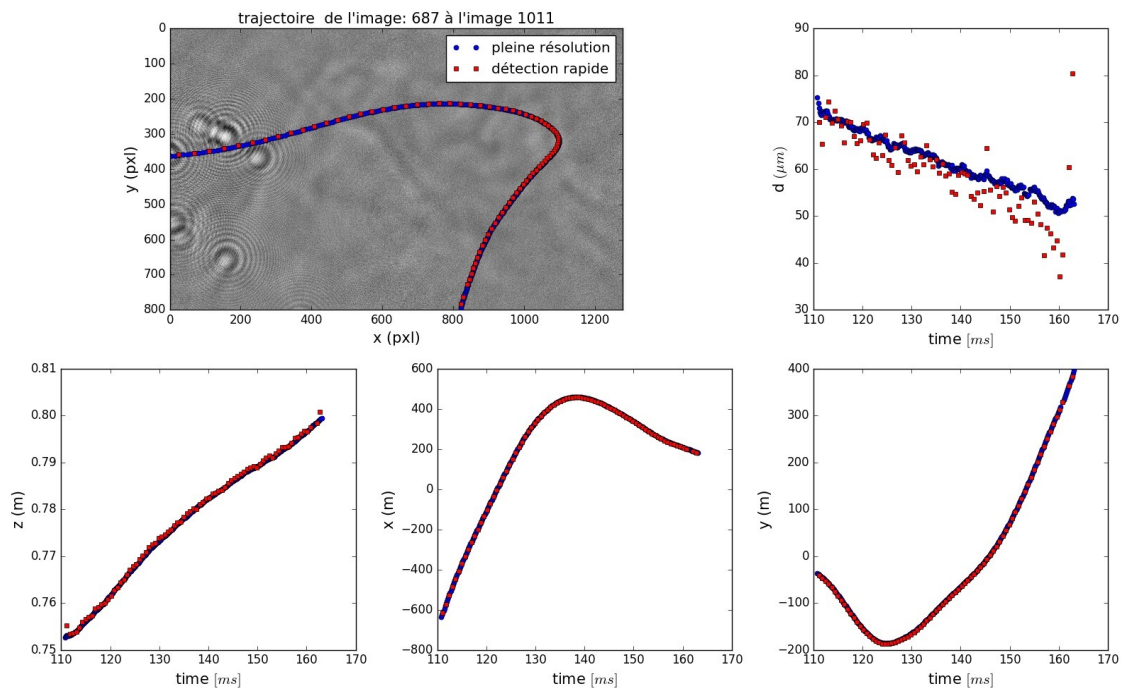 trajectoire  de l'image: 687 à l'image 1011
0
100
200
300
400
500
600
700
800
y (pxl)
0 200 400 600 800 1000 1200
x (pxl)
pleine résolution
détection rapide
90
80
70
60
50
40
30
d (μm)
110 120 130 140 150 160 170
time [ms]
0.81
0.80
0.79
0.78
0.77
0.76
0.75
z (m)
110 120 130 140 150 160 170
time [ms]
600
400
200
0
−200
−400
−600
−800
x (m)
110 120 130 140 150 160 170
time [ms]
400
300
200
100
0
−100
−200
y (m)
110 120 130 140 150 160 170
time [ms]